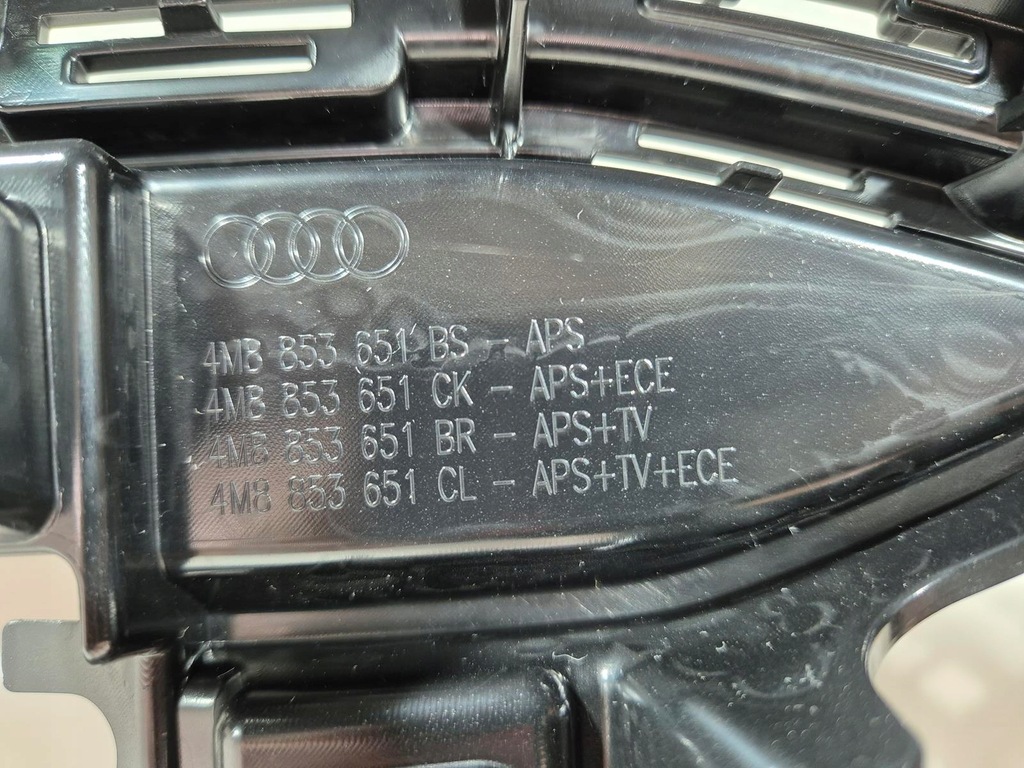 4M8 853 651 BS - APS
4M8 853 651 CK - APS+ECE
4M8 853 651 BR - APS+TV
4M8 853 651 CL - APS+TV+ECE